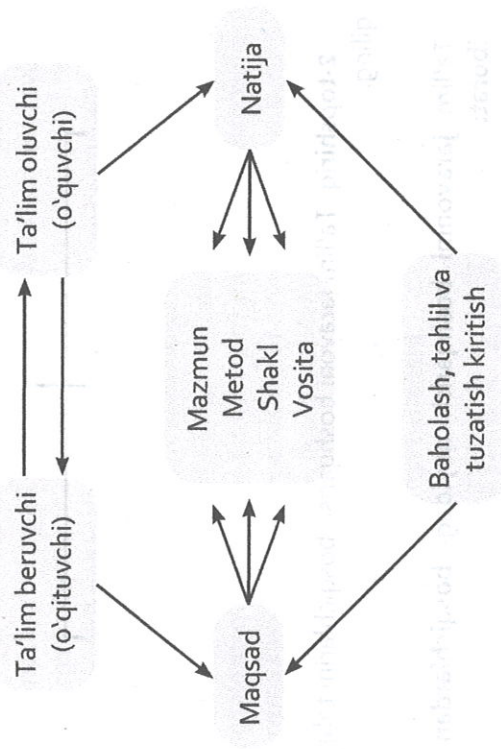 Ta'lim beruvchi
(o'qituvchi)
Ta'lim oluvchi
(o'quvchi)
Maqsad
Mazmun
Metod
Shakl
Vosita
Natija
Baholash, tahlil va
tuzatish kiritish